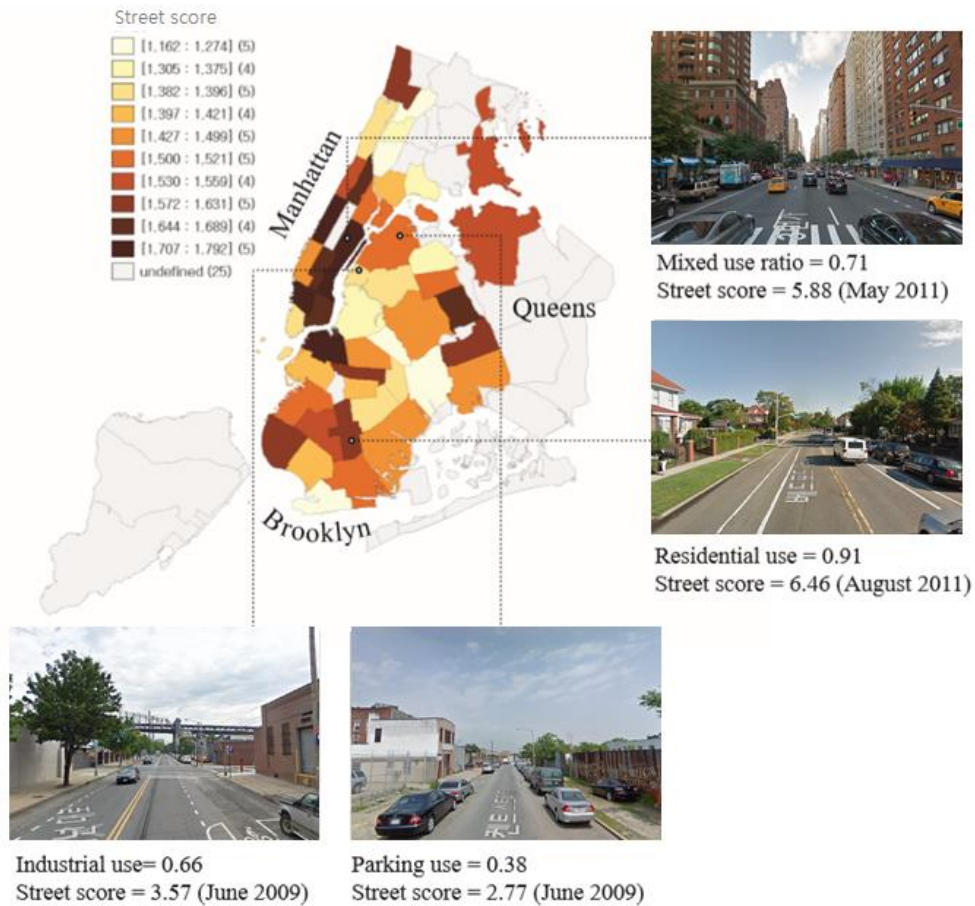 Street score
[1.162 : 1.274] (5)
[1.305 : 1.375] (4)
[1.382 : 1.396] (5)
[1.397 : 1.421] (4)
[1.427 : 1.499] (5)
[1.500 : 1.521] (5)
[1.530 : 1.559] (4)
[1.572 : 1.631] (5)
[1.644 : 1.689] (4)
[1.707 : 1.792] (5)
undefined (25)
Manhattan
Queens
Brooklyn
Mixed use ratio = 0.71
Street score = 5.88 (May 2011)
Residential use = 0.91
Street score = 6.46 (August 2011)
Industrial use= 0.66
Street score = 3.57 (June 2009)
Parking use = 0.38
Street score = 2.77 (June 2009)